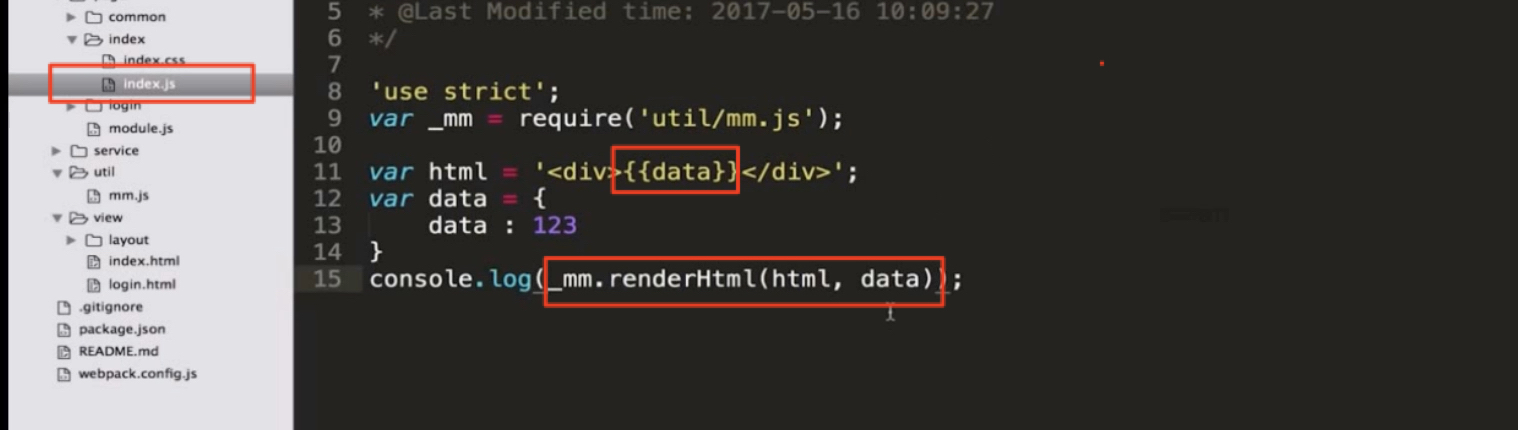 common
index
index.css
index.js
login
module.js
service
util
mm.js
view
layout
index.html
login.html
.gitignore
package.json
README.md
webpack.config.js
5 * @Last Modified time: 2017-05-16 10:09:27
6 */
7
8 'use strict';
9 var _mm = require('util/mm.js');
10
11 var html = '<div>{{data}}</div>';
12 var data = {
13 data : 123
14 }
15 console.log(_mm.renderHtml(html, data));